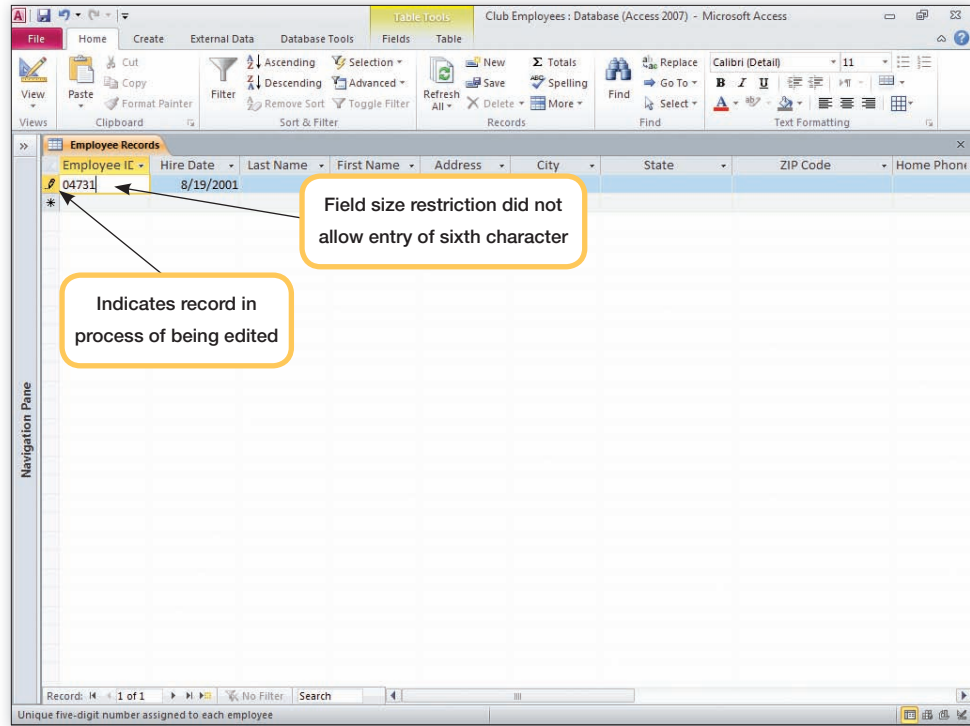 Table Tools
Club Employees : Database (Access 2007) - Microsoft Access
File Home Create External Data Database Tools Fields Table
View
Paste
Cut
Copy
Format Painter
Filter
Ascending
Descending
Remove Sort
Selection
Advanced
Toggle Filter
Refresh
All
New
Save
Delete
Σ Totals
Spelling
More
Find
Replace
Go To
Select
Calibri (Detail) 11
B I U
A ab
Views Clipboard Sort & Filter Records Find Text Formatting
Employee Records
Employee IE Hire Date Last Name First Name Address City State ZIP Code Home Phone
04731 8/19/2001
Field size restriction did not
allow entry of sixth character
Indicates record in
process of being edited
Navigation Pane
Record: 1 of 1 No Filter Search
Unique five-digit number assigned to each employee